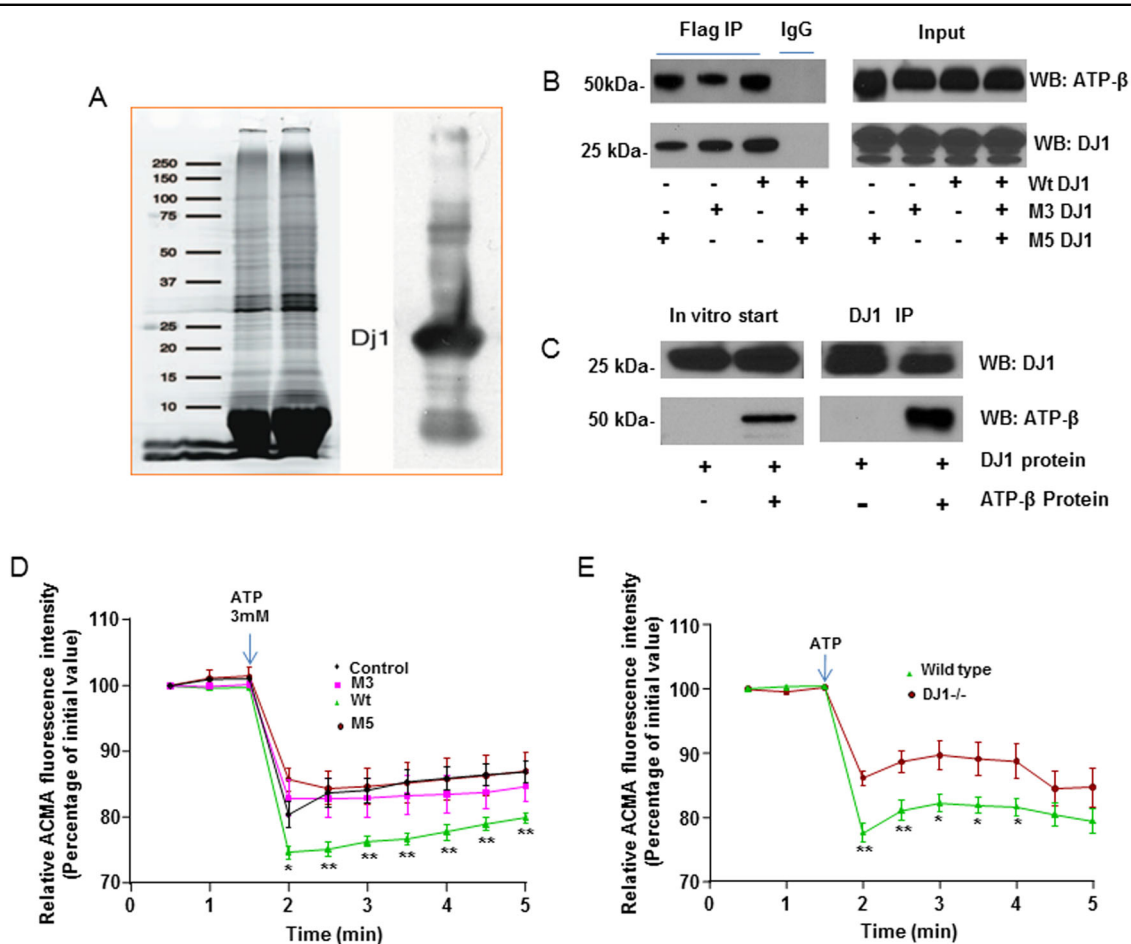 A
250
150
100
75
50
37
25
20
15
10
Dj1
B
Flag IP IgG Input
50kDa- WB: ATP-β
25 kDa- WB: DJ1
- - + + - - + + Wt DJ1
- + - + - + - + M3 DJ1
+ - - + + - - + M5 DJ1
C
In vitro start DJ1 IP
25 kDa- WB: DJ1
50 kDa- WB: ATP-β
+ + + + DJ1 protein
- + - + ATP-β Protein
D
Relative ACMA fluorescence intensity
(Percentage of initial value)
110
100
90
80
70
ATP
3mM
Control
M3
Wt
M5
* ** ** ** ** ** **
0 1 2 3 4 5
Time (min)
E
Relative ACMA fluorescence intensity
(Percentage of initial value)
110
100
90
80
70
ATP
Wild type
DJ1-/-
** ** * * *
0 1 2 3 4 5
Time (min)